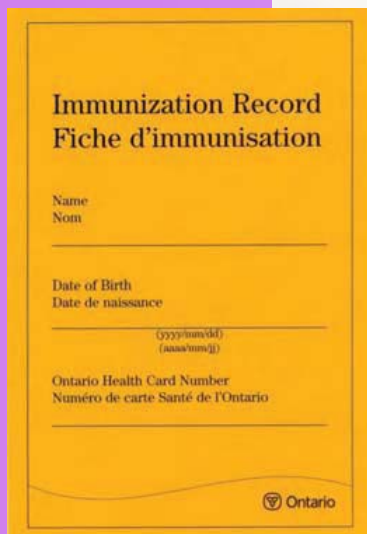 Immunization Record
Fiche d'immunisation
Name
Nom
Date of Birth
Date de naissance
(yyyy/mm/dd)
(aaaa/mm/jj)
Ontario Health Card Number
Numéro de carte Santé de l'Ontario
Ontario